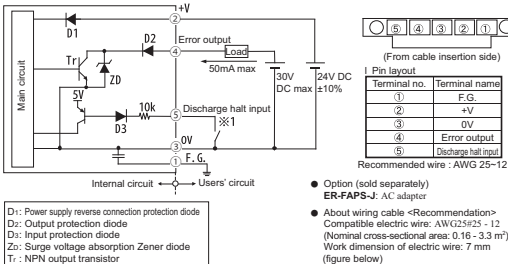 +V
②
D1
D2
Error output
④
Load
50mA max
Main circuit
Tr
ZD
30V
DC max
24V DC
±10%
5V
10k
⑤
Discharge halt input
D3
※1
0V
③
F.G.
①
Internal circuit
Users' circuit
D1: Power supply reverse connection protection diode
D2: Output protection diode
D3: Input protection diode
ZD: Surge voltage absorption Zener diode
Tr : NPN output transistor
⑤ ④ ③ ② ①
(From cable insertion side)
Pin layout
Terminal no. Terminal name
① F.G.
② +V
③ 0V
④ Error output
⑤ Discharge halt input
Recommended wire : AWG 25~12
● Option (sold separately)
ER-FAPS-J: AC adapter
● About wiring cable <Recommendation>
Compatible electric wire: AWG25#25 - 12
(Nominal cross-sectional area: 0.16 - 3.3 m²)
Work dimension of electric wire: 7 mm
(figure below)